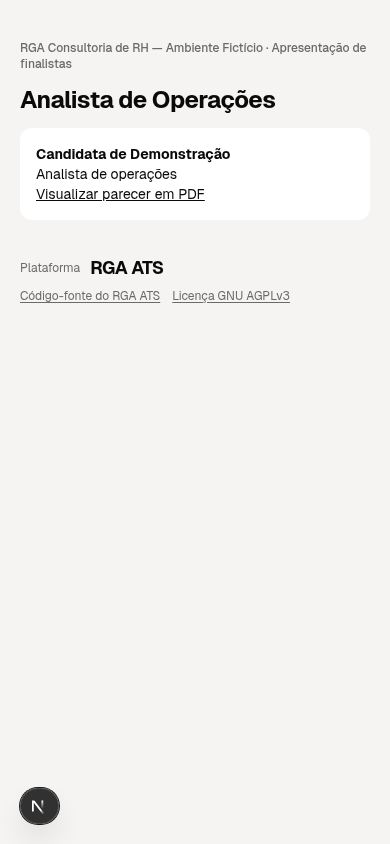 RGA Consultoria de RH — Ambiente Fictício · Apresentação de
finalistas
Analista de Operações
Candidata de Demonstração
Analista de operações
Visualizar parecer em PDF
Plataforma RGA ATS
Código-fonte do RGA ATS Licença GNU AGPLv3
N